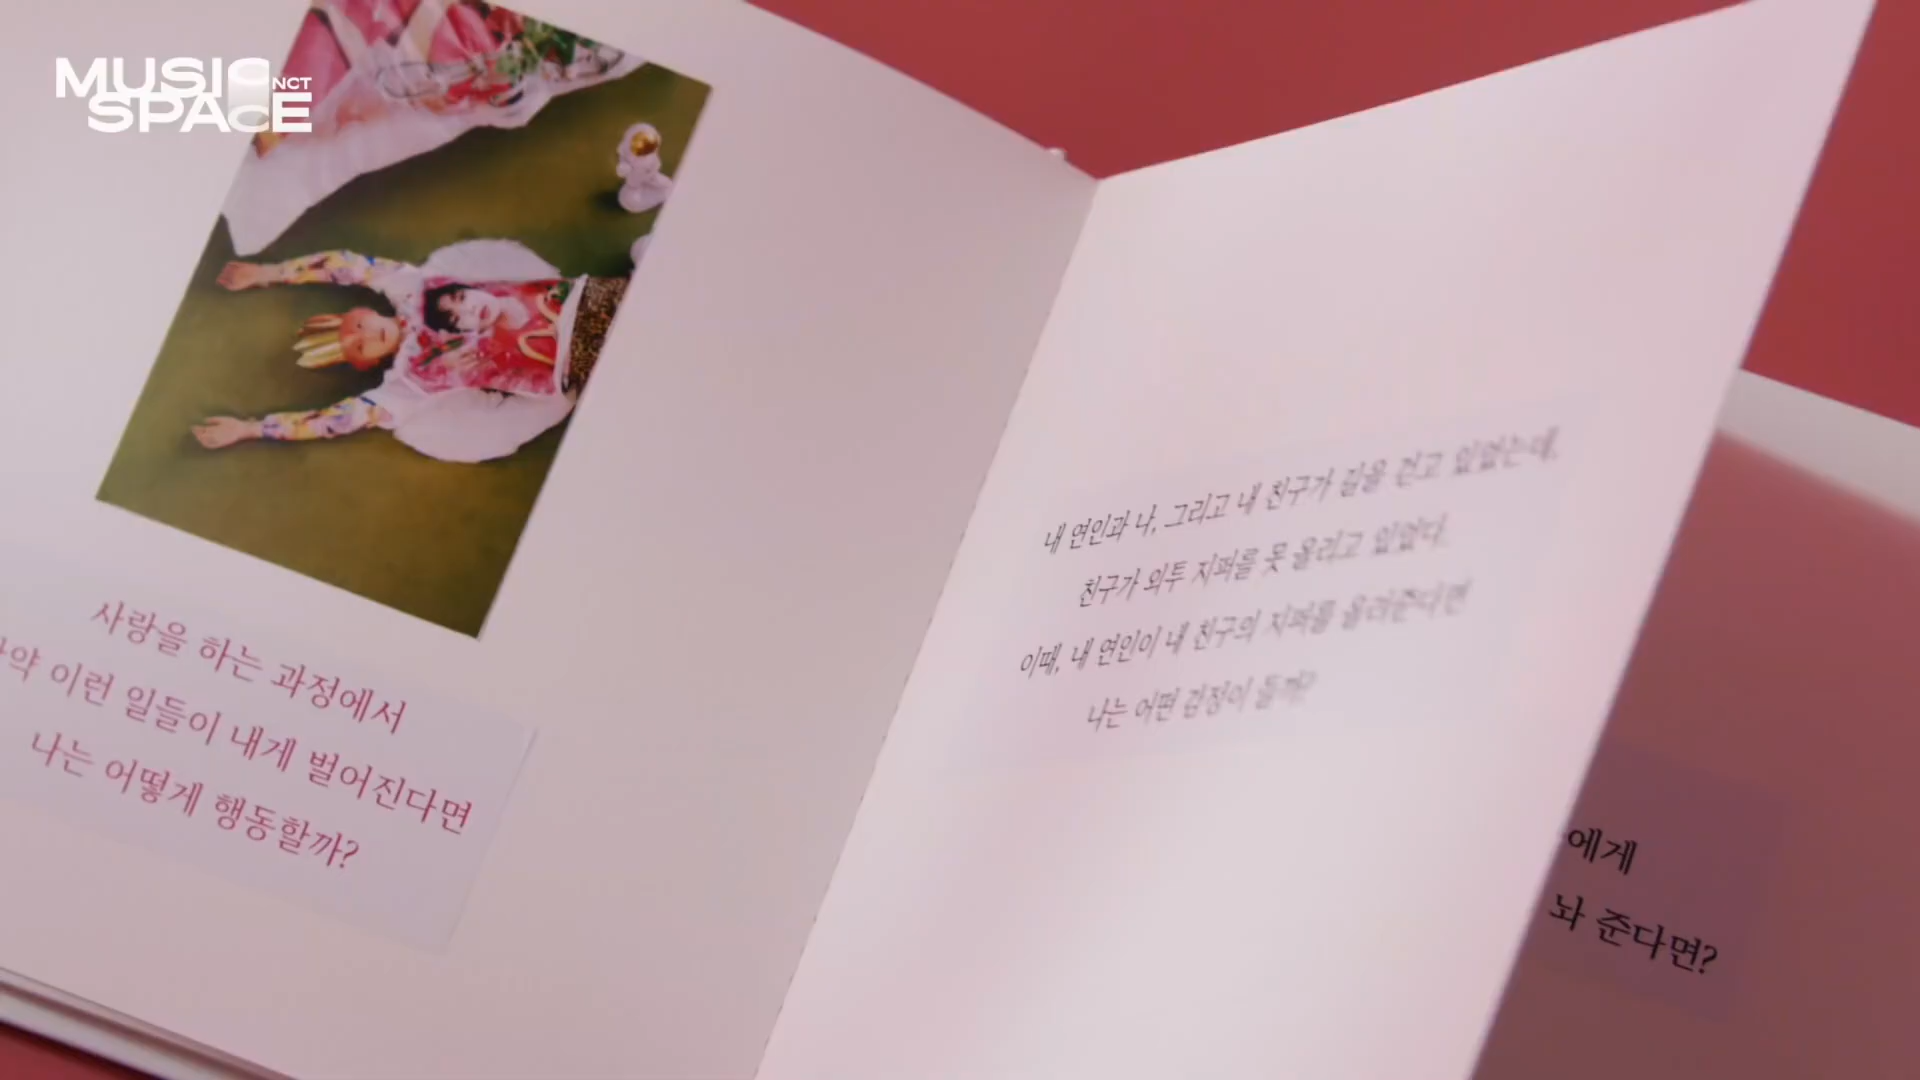 MUSIC NCT
SPACE
사랑을 하는 과정에서
이런 일들이 내게 벌어진다면
나는 어떻게 행동할까?
내 연인과 나, 그리고 내 친구가 길을 걷고 있었는데,
친구가 외투 지퍼를 못 올리고 있었다.
이때, 내 연인이 내 친구의 지퍼를 올려준다면
나는 어떤 감정이 들까?
에게
놔 준다면?